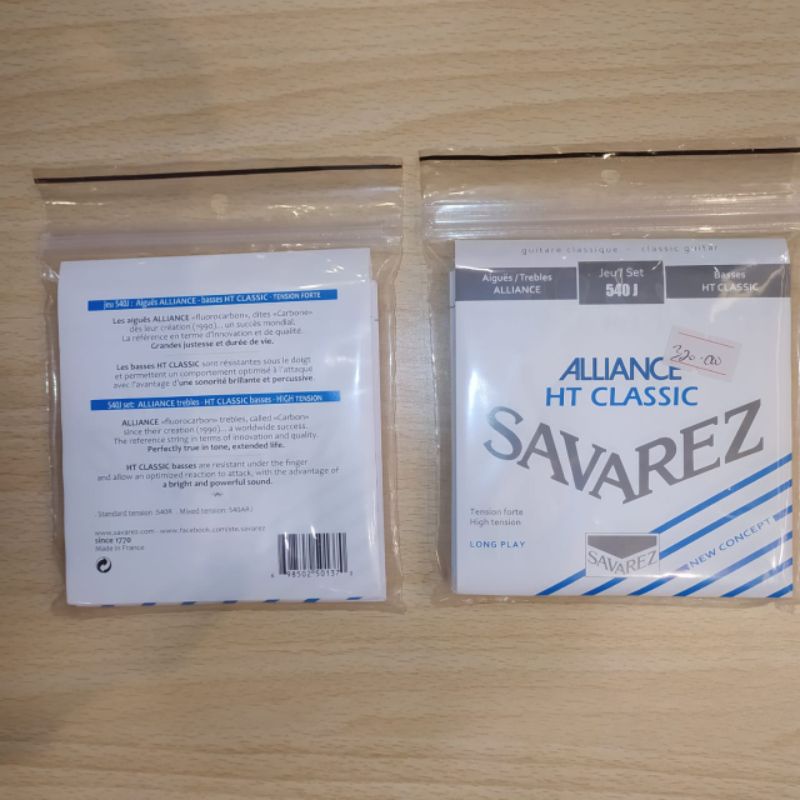 jeu 540J : Aiguës ALLIANCE - basses HT CLASSIC - TENSION FORTE
Les aiguës ALLIANCE «fluorocarbon», dites «Carbone»
dès leur création (1990)... un succès mondial.
La référence en terme d'innovation et de qualité.
Grandes justesse et durée de vie.
Les basses HT CLASSIC sont résistantes sous le doigt
et permettent un comportement optimisé à l'attaque
avec l'avantage d'une sonorité brillante et percussive.
540J set: ALLIANCE trebles - HT CLASSIC basses - HIGH TENSION
ALLIANCE «fluorocarbon» trebles, called «Carbon»
since their creation (1990)... a worldwide success.
The reference string in terms of innovation and quality.
Perfectly true in tone, extended life.
HT CLASSIC basses are resistant under the finger
and allow an optimized reaction to attack, with the advantage of
a bright and powerful sound.
. Standard tension: 540R . Mixed tension: 540ARJ
www.savarez.com - www.facebook.com/ste.savarez
since 1770
Made in France
98502 50137
guitare classique - classic guitar
Aiguës / Trebles
ALLIANCE
Jeu / Set
540 J
Basses
HT CLASSIC
320.000
ALLIANCE
HT CLASSIC
SAVAREZ
Tension forte
High tension
LONG PLAY
SAVAREZ
NEW CONCEPT